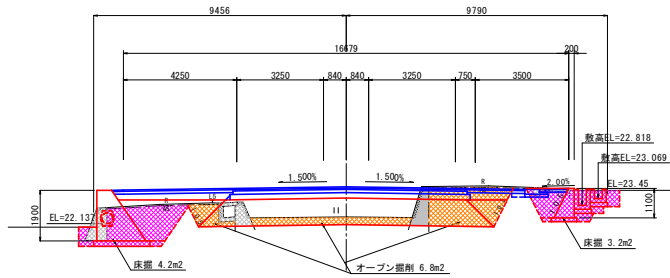 9456
9790
16679
200
4250
3250
840
840
3250
750
3500
敷高EL=22.818
敷高EL=23.069
1.500%
1.500%
R
2.00%
EL=23.45
R
L5
EL=22.137
1900
1100
床掘 4.2m2
床掘 3.2m2
オープン掘削 6.8m2